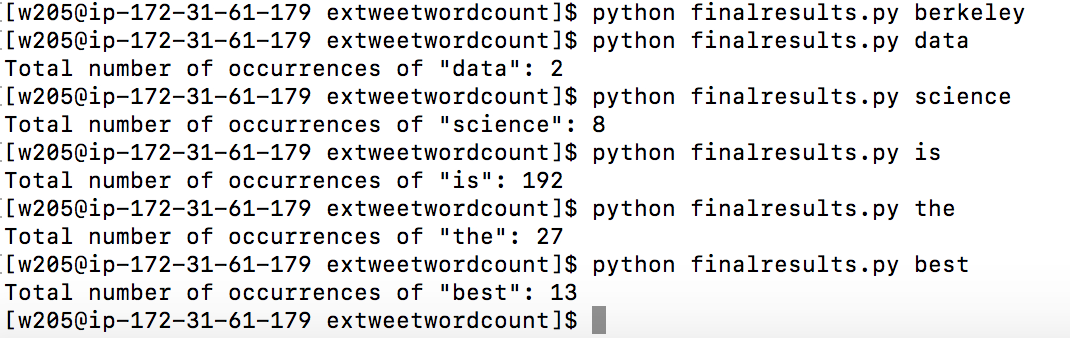 [w205@ip-172-31-61-179 extweetwordcount]$ python finalresults.py berkeley
[w205@ip-172-31-61-179 extweetwordcount]$ python finalresults.py data
Total number of occurrences of "data": 2
[w205@ip-172-31-61-179 extweetwordcount]$ python finalresults.py science
Total number of occurrences of "science": 8
[w205@ip-172-31-61-179 extweetwordcount]$ python finalresults.py is
Total number of occurrences of "is": 192
[w205@ip-172-31-61-179 extweetwordcount]$ python finalresults.py the
Total number of occurrences of "the": 27
[w205@ip-172-31-61-179 extweetwordcount]$ python finalresults.py best
Total number of occurrences of "best": 13
[w205@ip-172-31-61-179 extweetwordcount]$